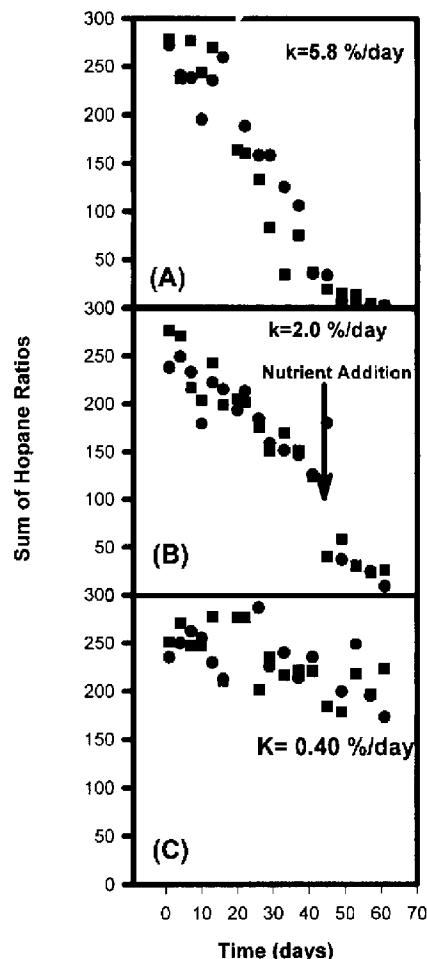 300
k=5.8 %/day
250
200
150
100
50
(A)
300
k=2.0 %/day
250
Nutrient Addition
200
150
100
50
(B)
300
250
200
K= 0.40 %/day
150
100
50
(C)
0
0 10 20 30 40 50 60 70
Time (days)
Sum of Hopane Ratios